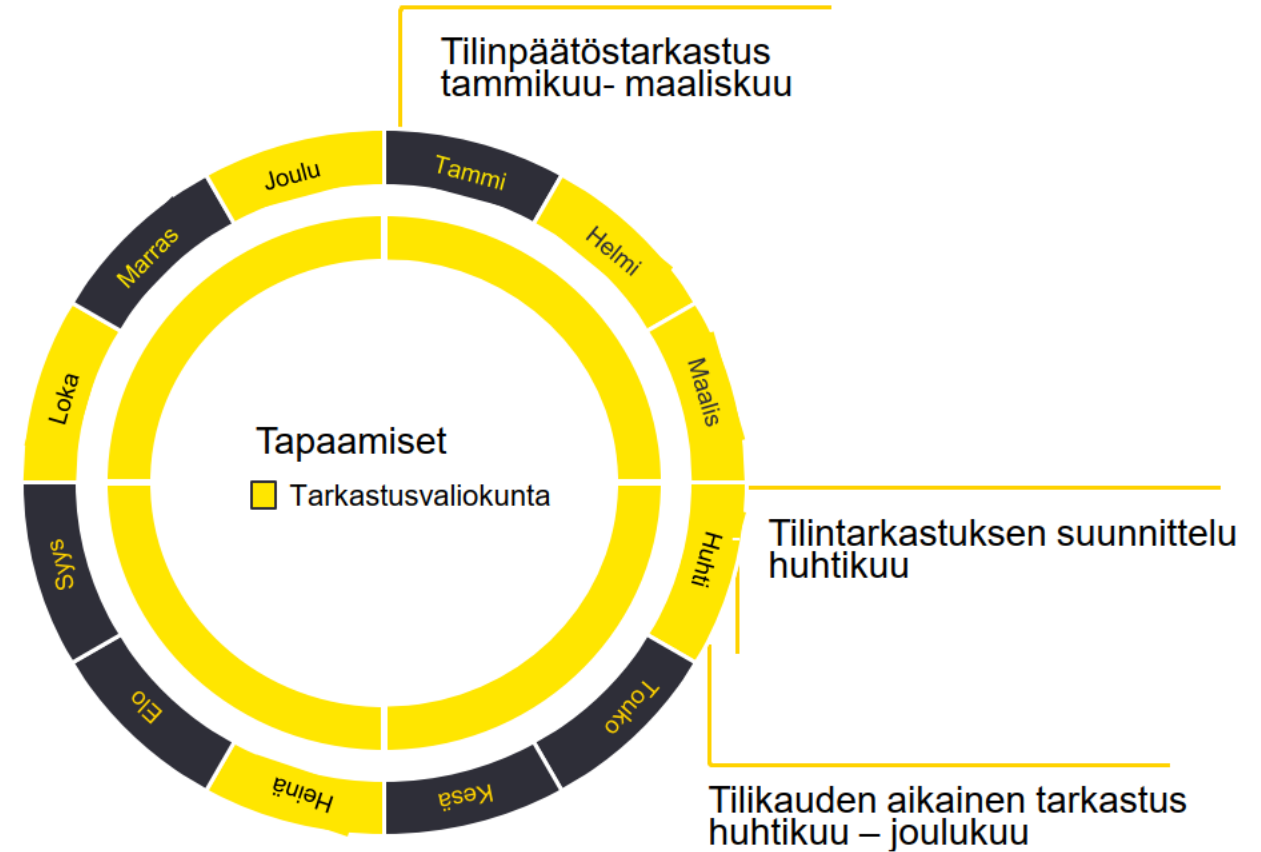 Tilinpäätöstarkastus
tammikuu- maaliskuu
Tammi
Helmi
Maalis
Huhti
Touko
Kesä
Heinä
Elo
Syys
Loka
Marras
Joulu
Tapaamiset
Tarkastusvaliokunta
Tilintarkastuksen suunnittelu
huhtikuu
Tilikauden aikainen tarkastus
huhtikuu – joulukuu